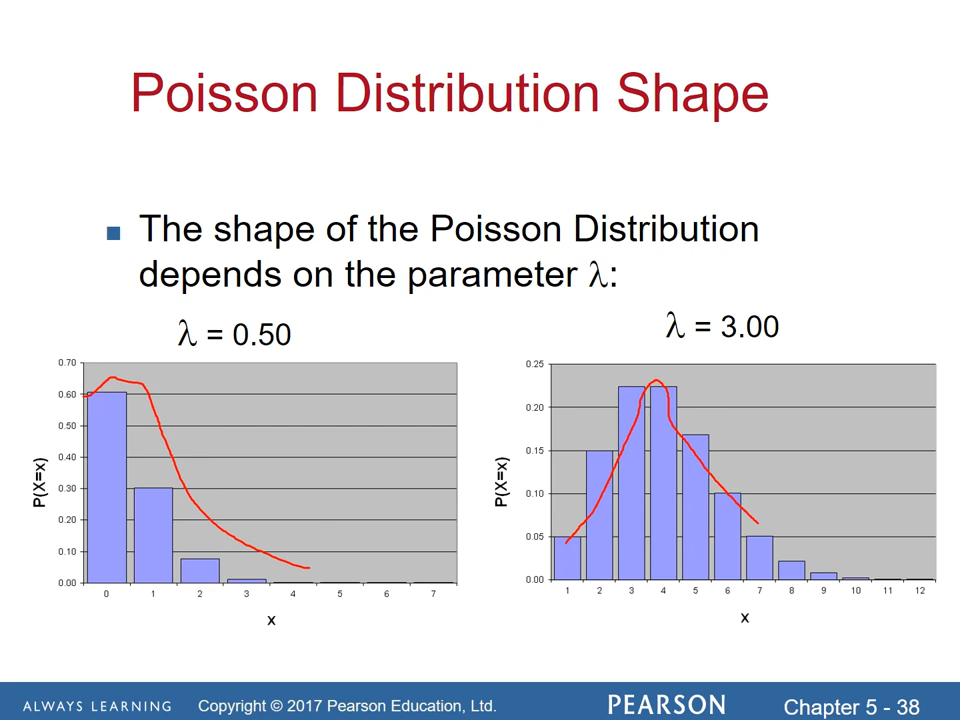 Poisson Distribution Shape
The shape of the Poisson Distribution
depends on the parameter λ:
λ = 0.50
λ = 3.00
0.70
0.60
0.50
0.40
0.30
0.20
0.10
0.00
P(X=x)
0 1 2 3 4 5 6 7
x
0.25
0.20
0.15
0.10
0.05
0.00
P(X=x)
1 2 3 4 5 6 7 8 9 10 11 12
x
ALWAYS LEARNING
Copyright © 2017 Pearson Education, Ltd.
PEARSON
Chapter 5 - 38